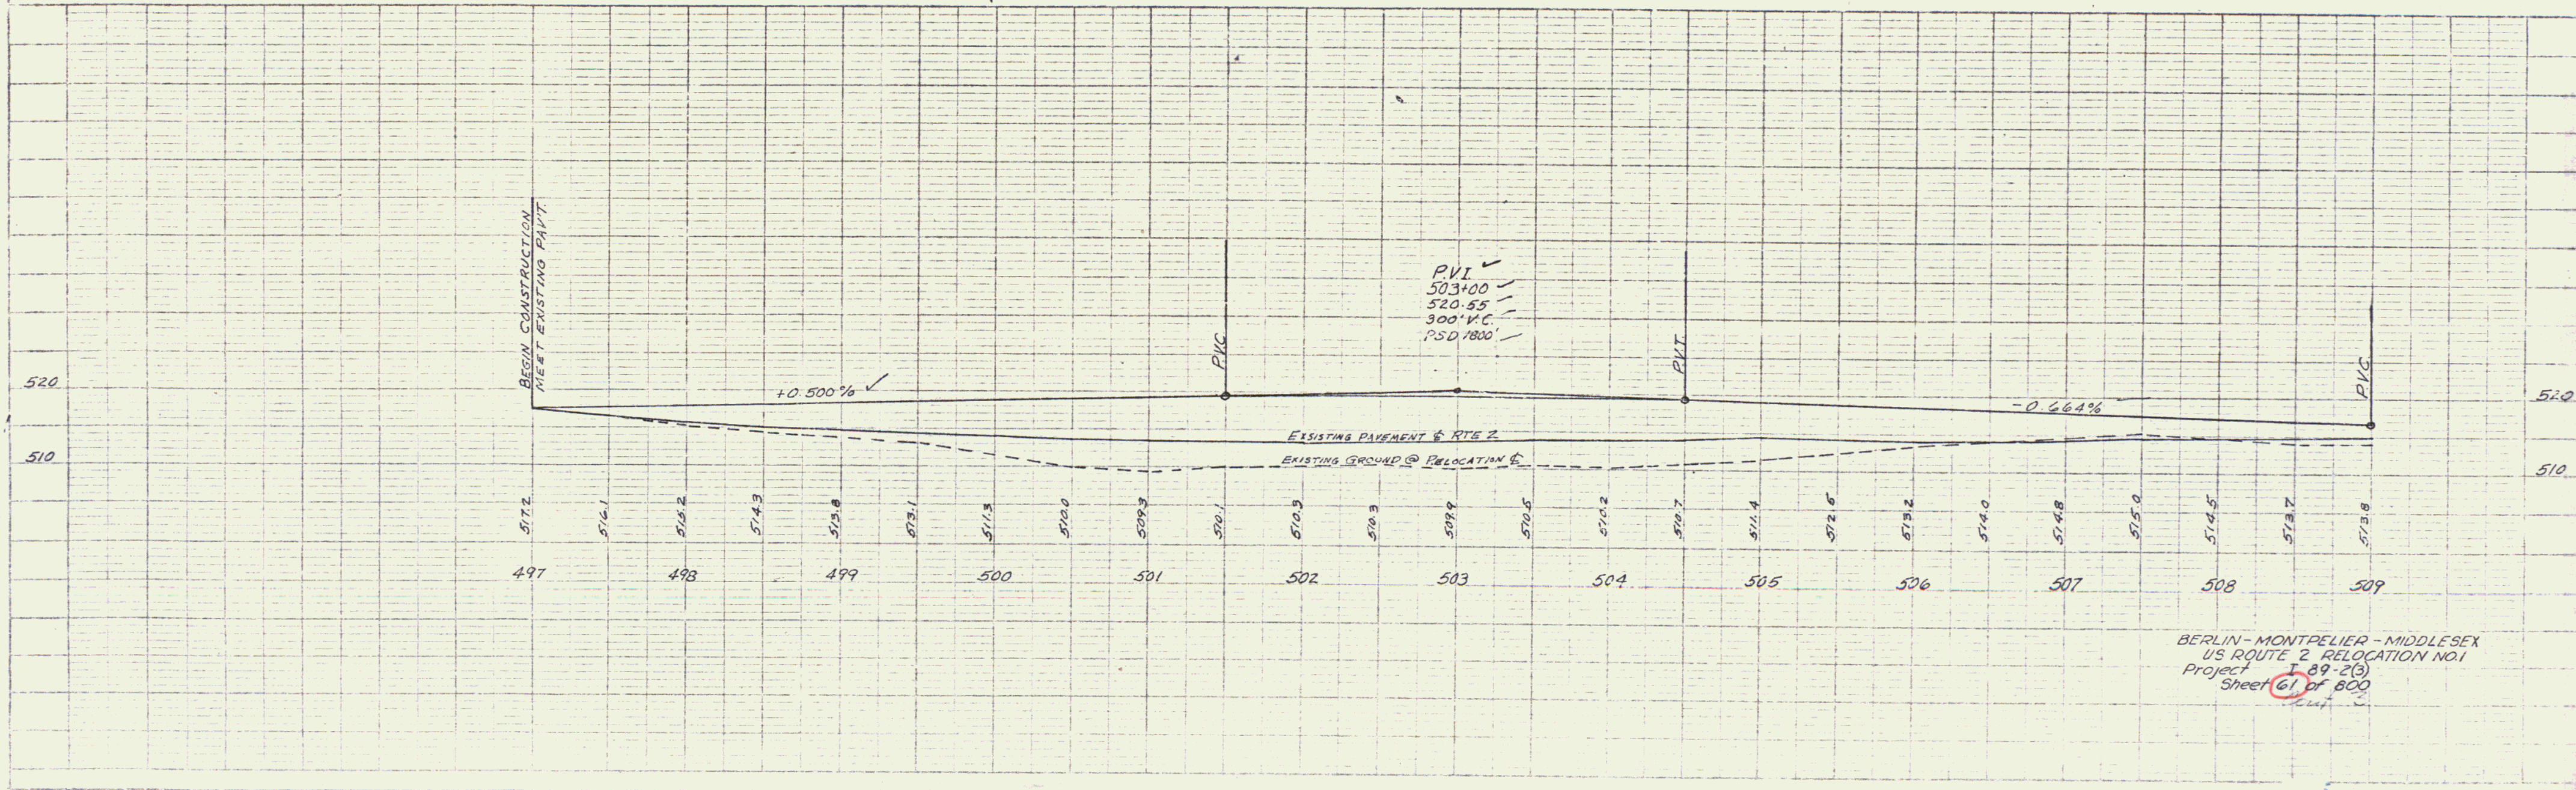 BEGIN CONSTRUCTION
MEET EXISTING PAV'T.
P.V.C.
P.V.I.
503+00
520.55
300' V.C.
PSD 1800'
P.V.T.
P.V.C.
520
+0.500%
-0.664%
520
EXSISTING PAVEMENT ℄ RTE 2
510
EXISTING GROUND @ RELOCATION ℄
510
517.2 516.1 515.2 514.3 513.8 513.1 511.3 510.0 509.3 510.1 510.3 510.3 509.9 510.5 510.2 510.7 511.4 512.5 513.2 514.0 514.8 515.0 514.5 513.7 513.8
497 498 499 500 501 502 503 504 505 506 507 508 509
BERLIN - MONTPELIER - MIDDLESEX
US ROUTE 2 RELOCATION NO.1
Project I 89-2(3)
Sheet 61 of 800